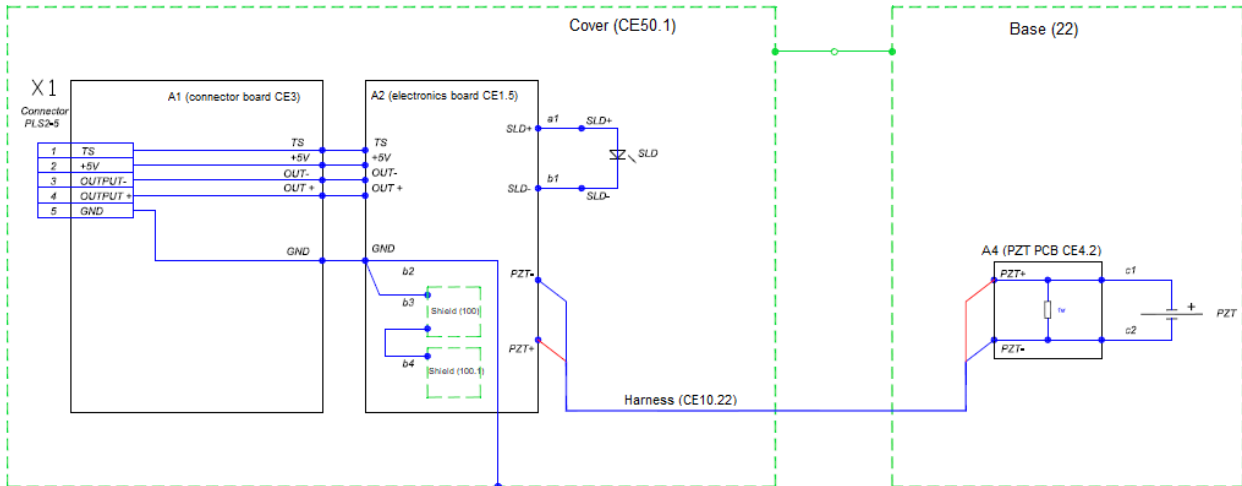 Cover (CE50.1)
Base (22)
X1
Connector
PLS2-5
A1 (connector board CE3)
A2 (electronics board CE1.5)
1 TS
2 +5V
3 OUTPUT-
4 OUTPUT +
5 GND
TS
+5V
OUT-
OUT +
GND
TS
+5V
OUT-
OUT +
GND
SLD+
a1
SLD+
SLD
SLD-
b1
SLD-
b2
b3
Shield (100)
b4
Shield (100.1)
PZT-
PZT+
Harness (CE10.22)
A4 (PZT PCB CE4.2)
PZT+
c1
+
PZT
PZT-
c2